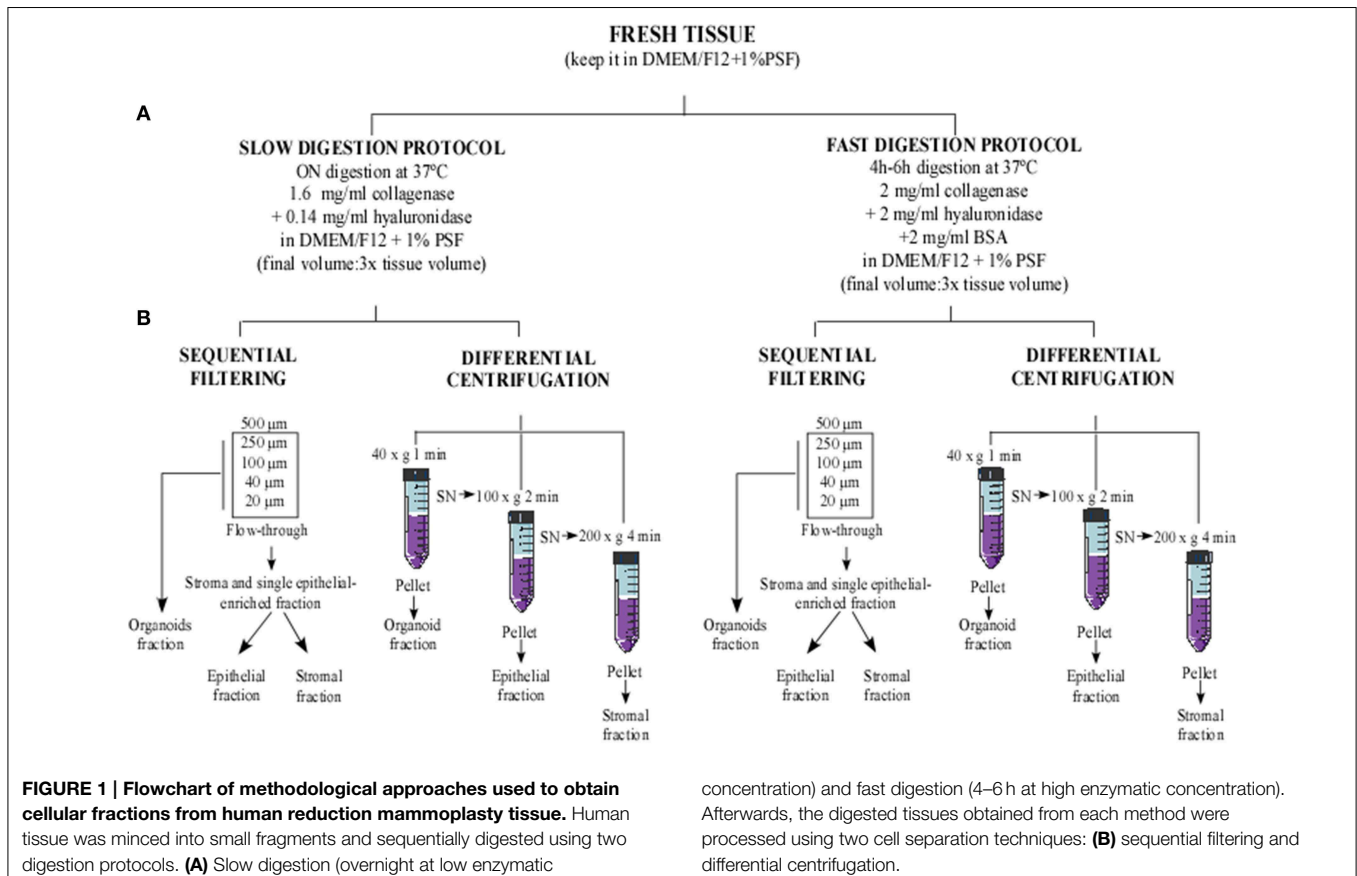 FRESH TISSUE
(keep it in DMEM/F12+1%PSF)
A
SLOW DIGESTION PROTOCOL
ON digestion at 37ºC
1.6 mg/ml collagenase
+ 0.14 mg/ml hyaluronidase
in DMEM/F12 + 1% PSF
(final volume:3x tissue volume)
FAST DIGESTION PROTOCOL
4h-6h digestion at 37ºC
2 mg/ml collagenase
+ 2 mg/ml hyaluronidase
+2 mg/ml BSA
in DMEM/F12 + 1% PSF
(final volume:3x tissue volume)
B
SEQUENTIAL
FILTERING
500 µm
250 µm
100 µm
40 µm
20 µm
Flow-through
Stroma and single epithelial-
enriched fraction
Organoids
fraction
Epithelial
fraction
Stromal
fraction
DIFFERENTIAL
CENTRIFUGATION
40 x g 1 min
SN➔100 x g 2 min
SN➔200 x g 4 min
Pellet
Organoid
fraction
Pellet
Epithelial
fraction
Pellet
Stromal
fraction
SEQUENTIAL
FILTERING
500 µm
250 µm
100 µm
40 µm
20 µm
Flow-through
Stroma and single epithelial-
enriched fraction
Organoids
fraction
Epithelial
fraction
Stromal
fraction
DIFFERENTIAL
CENTRIFUGATION
40 x g 1 min
SN➔100 x g 2 min
SN➔200 x g 4 min
Pellet
Organoid
fraction
Pellet
Epithelial
fraction
Pellet
Stromal
fraction
FIGURE 1 | Flowchart of methodological approaches used to obtain
cellular fractions from human reduction mammoplasty tissue. Human
tissue was minced into small fragments and sequentially digested using two
digestion protocols. (A) Slow digestion (overnight at low enzymatic
concentration) and fast digestion (4–6 h at high enzymatic concentration).
Afterwards, the digested tissues obtained from each method were
processed using two cell separation techniques: (B) sequential filtering and
differential centrifugation.